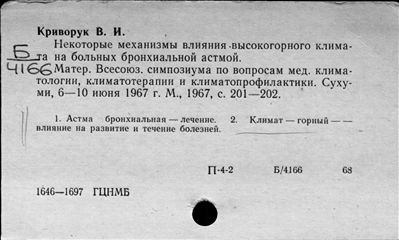 Криворук В. И.
Некоторые механизмы влияния высокогорного клима-
Б та на больных бронхиальной астмой.
4166 Матер. Всесоюз. симпозиума по вопросам мед. клима-
тологии, климатотерапии и климатопрофилактики. Суху-
ми, 6—10 июня 1967 г. М., 1967, с. 201—202.
1. Астма бронхиальная — лечение. 2. Климат — горный — —
влияние на развитие и течение болезней.
П-4-2 Б/4166 68
1646—1697 ГЦНМБ